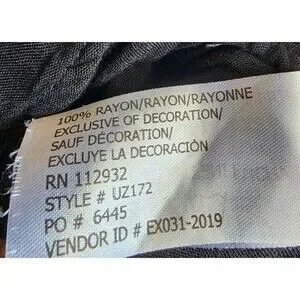 100% RAYON/RAYON/RAYONNE
EXCLUSIVE OF DECORATION/
SAUF DÉCORATION/
EXCLUYE LA DECORACIÓN
RN 112932
STYLE # UZ172
PO # 6445
VENDOR ID # EX031-2019